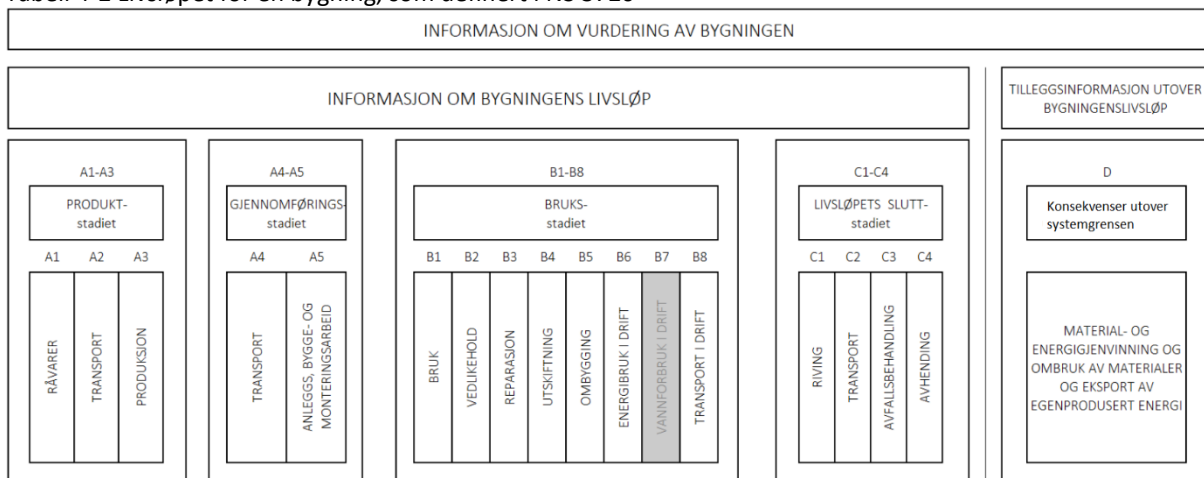 INFORMASJON OM VURDERING AV BYGNINGEN
INFORMASJON OM BYGNINGENS LIVSLØP
TILLEGGSINFORMASJON UTOVER
BYGNINGENSLIVSLØP
A1-A3
PRODUKT-
stadiet
A1 A2 A3
RÅVARER
TRANSPORT
PRODUKSJON
A4-A5
GJENNOMFØRINGS-
stadiet
A4 A5
TRANSPORT
ANLEGGS, BYGGE- OG
MONTERINGSARBEID
B1-B8
BRUKS-
stadiet
B1 B2 B3 B4 B5 B6 B7 B8
BRUK
VEDLIKEHOLD
REPARASJON
UTSKIFTNING
OMBYGGING
ENERGIBRUK I DRIFT
VANNFORBRUK I DRIFT
TRANSPORT I DRIFT
C1-C4
LIVSLØPETS SLUTT-
stadiet
C1 C2 C3 C4
RIVING
TRANSPORT
AVFALLSBEHANDLING
AVHENDING
D
Konsekvenser utover
systemgrensen
MATERIAL- OG
ENERGIGJENVINNING OG
OMBRUK AV MATERIALER
OG EKSPORT AV
EGENPRODUSERT ENERGI